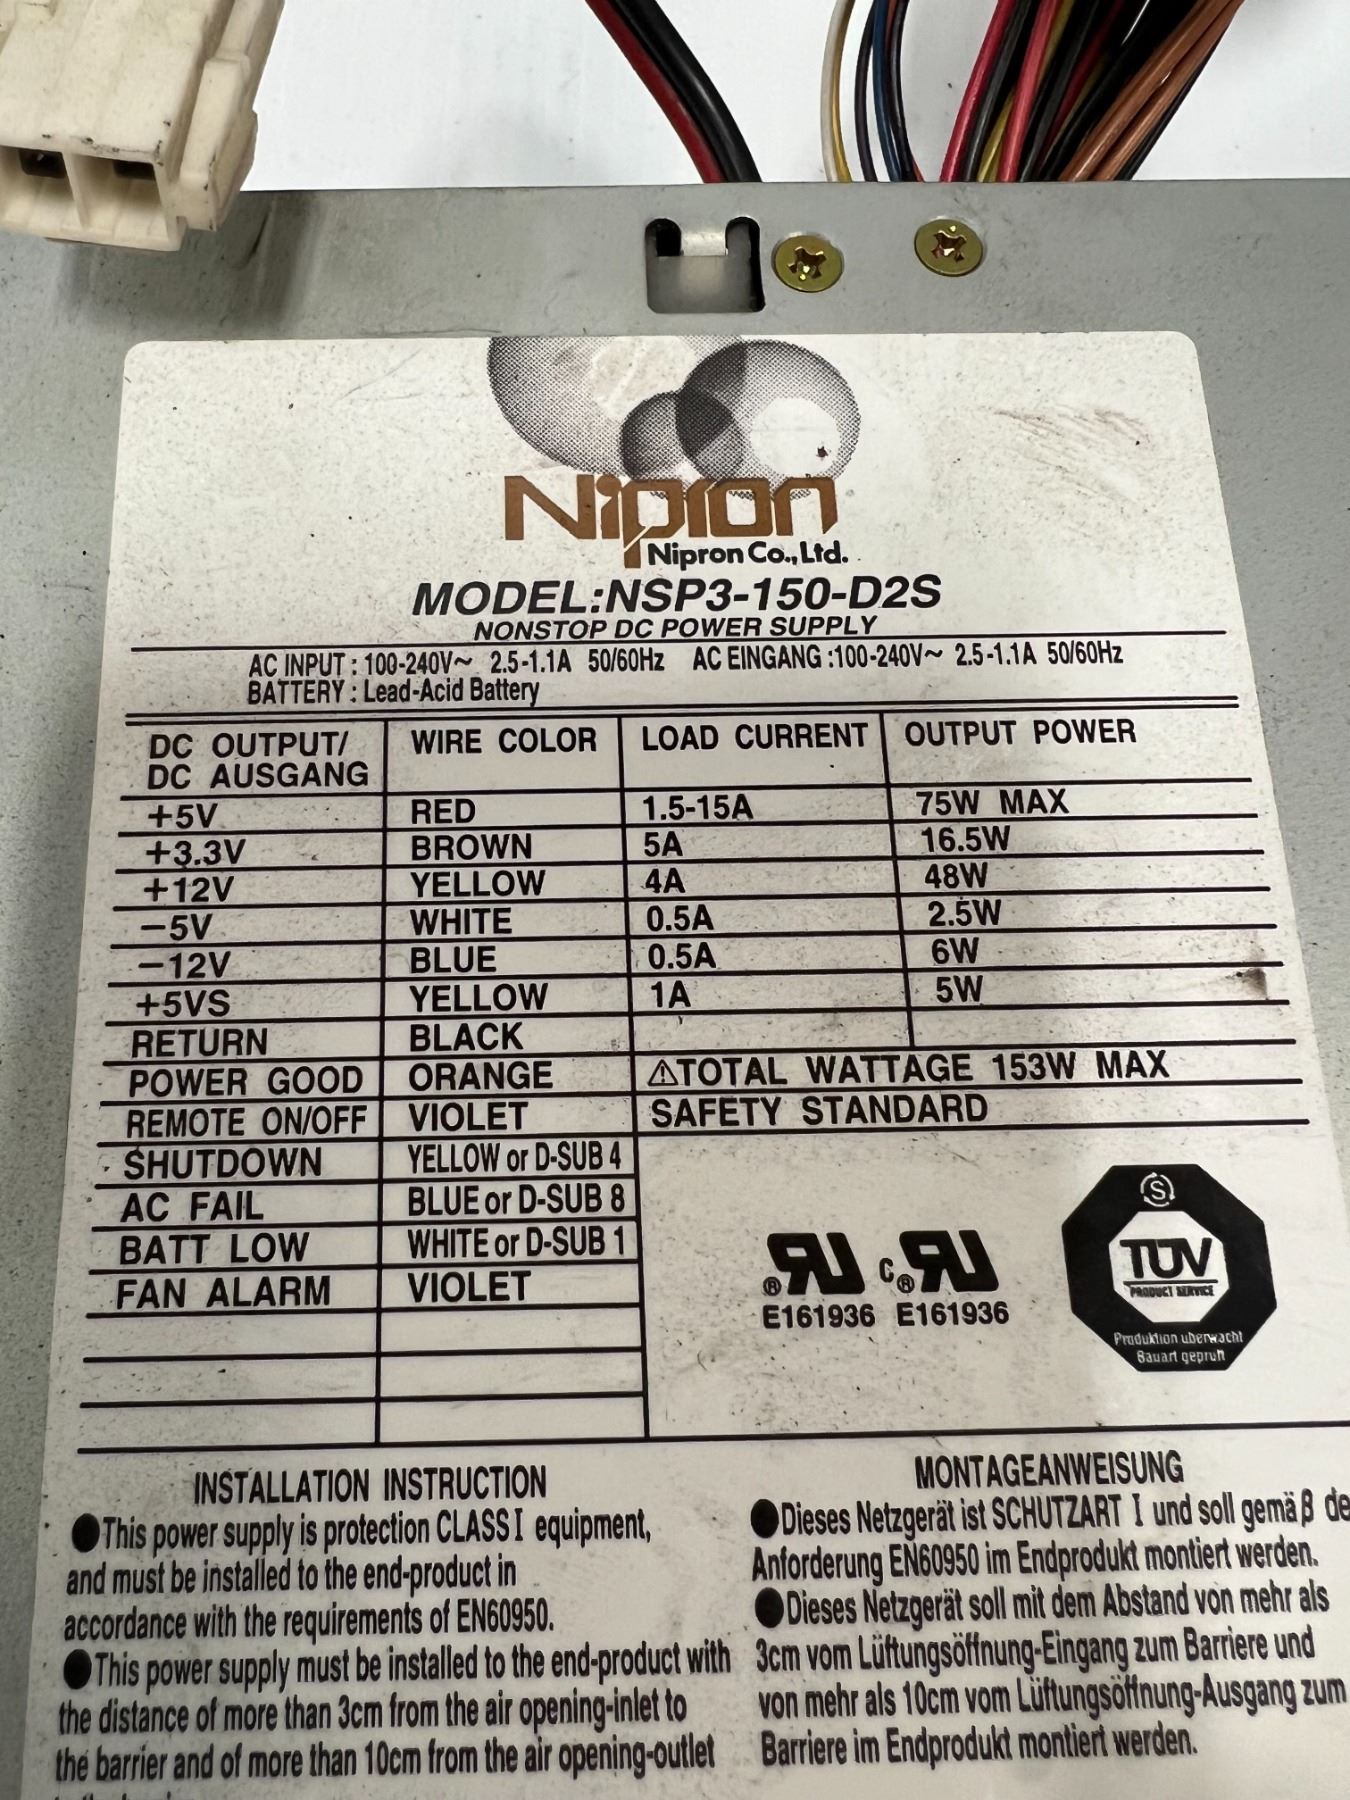 Nipron
Nipron Co.,Ltd.
MODEL:NSP3-150-D2S
NONSTOP DC POWER SUPPLY
AC INPUT : 100-240V~ 2.5-1.1A 50/60Hz AC EINGANG :100-240V~ 2.5-1.1A 50/60Hz
BATTERY : Lead-Acid Battery
DC OUTPUT/ WIRE COLOR LOAD CURRENT OUTPUT POWER
DC AUSGANG
+5V RED 1.5-15A 75W MAX
+3.3V BROWN 5A 16.5W
+12V YELLOW 4A 48W
−5V WHITE 0.5A 2.5W
−12V BLUE 0.5A 6W
+5VS YELLOW 1A 5W
RETURN BLACK
POWER GOOD ORANGE ⚠TOTAL WATTAGE 153W MAX
REMOTE ON/OFF VIOLET SAFETY STANDARD
SHUTDOWN YELLOW or D-SUB 4
AC FAIL BLUE or D-SUB 8
BATT LOW WHITE or D-SUB 1
FAN ALARM VIOLET
E161936 E161936
S
TÜV
PRODUCT SERVICE
Produktion überwacht
Bauart geprüft
INSTALLATION INSTRUCTION
●This power supply is protection CLASS I equipment,
and must be installed to the end-product in
accordance with the requirements of EN60950.
●This power supply must be installed to the end-product with
the distance of more than 3cm from the air opening-inlet to
the barrier and of more than 10cm from the air opening-outlet
MONTAGEANWEISUNG
●Dieses Netzgerät ist SCHUTZART I und soll gemäβ de
Anforderung EN60950 im Endprodukt montiert werden.
●Dieses Netzgerät soll mit dem Abstand von mehr als
3cm vom Lüftungsöffnung-Eingang zum Barriere und
von mehr als 10cm vom Lüftungsöffnung-Ausgang zum
Barriere im Endprodukt montiert werden.